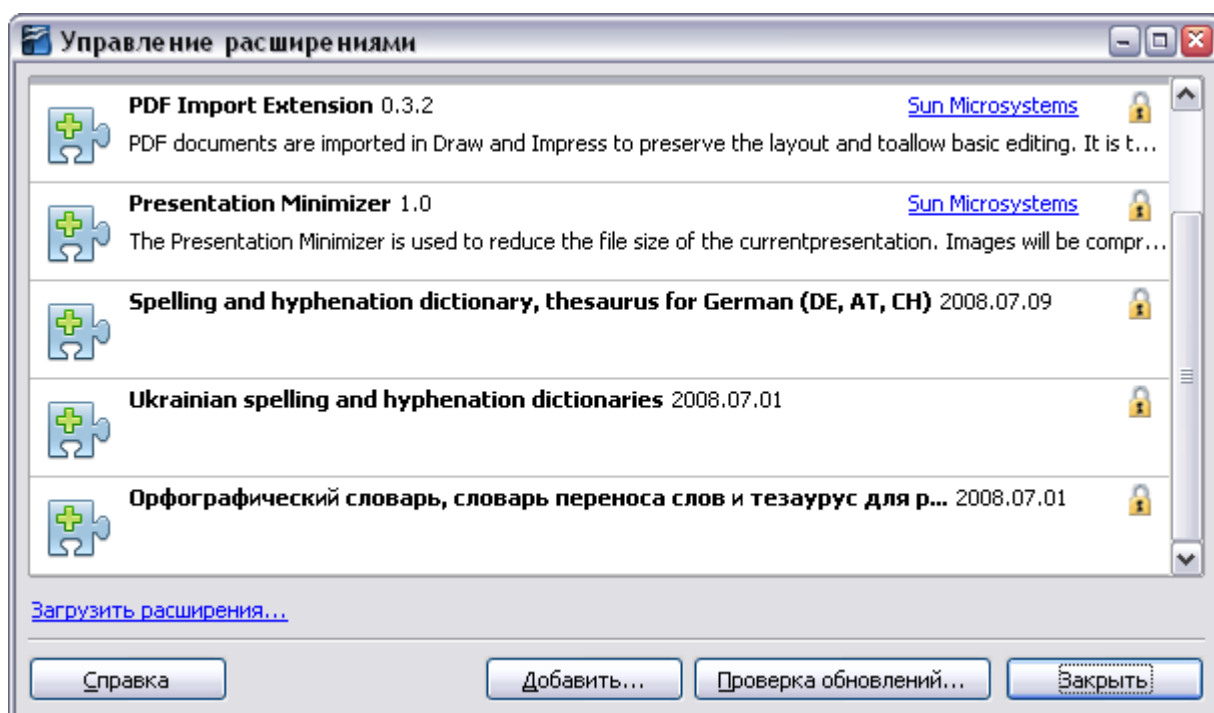 Управление расширениями
PDF Import Extension 0.3.2 Sun Microsystems
PDF documents are imported in Draw and Impress to preserve the layout and toallow basic editing. It is t...
Presentation Minimizer 1.0 Sun Microsystems
The Presentation Minimizer is used to reduce the file size of the currentpresentation. Images will be compr...
Spelling and hyphenation dictionary, thesaurus for German (DE, AT, CH) 2008.07.09
Ukrainian spelling and hyphenation dictionaries 2008.07.01
Орфографический словарь, словарь переноса слов и тезаурус для р... 2008.07.01
Загрузить расширения...
Справка Добавить... Проверка обновлений... Закрыть